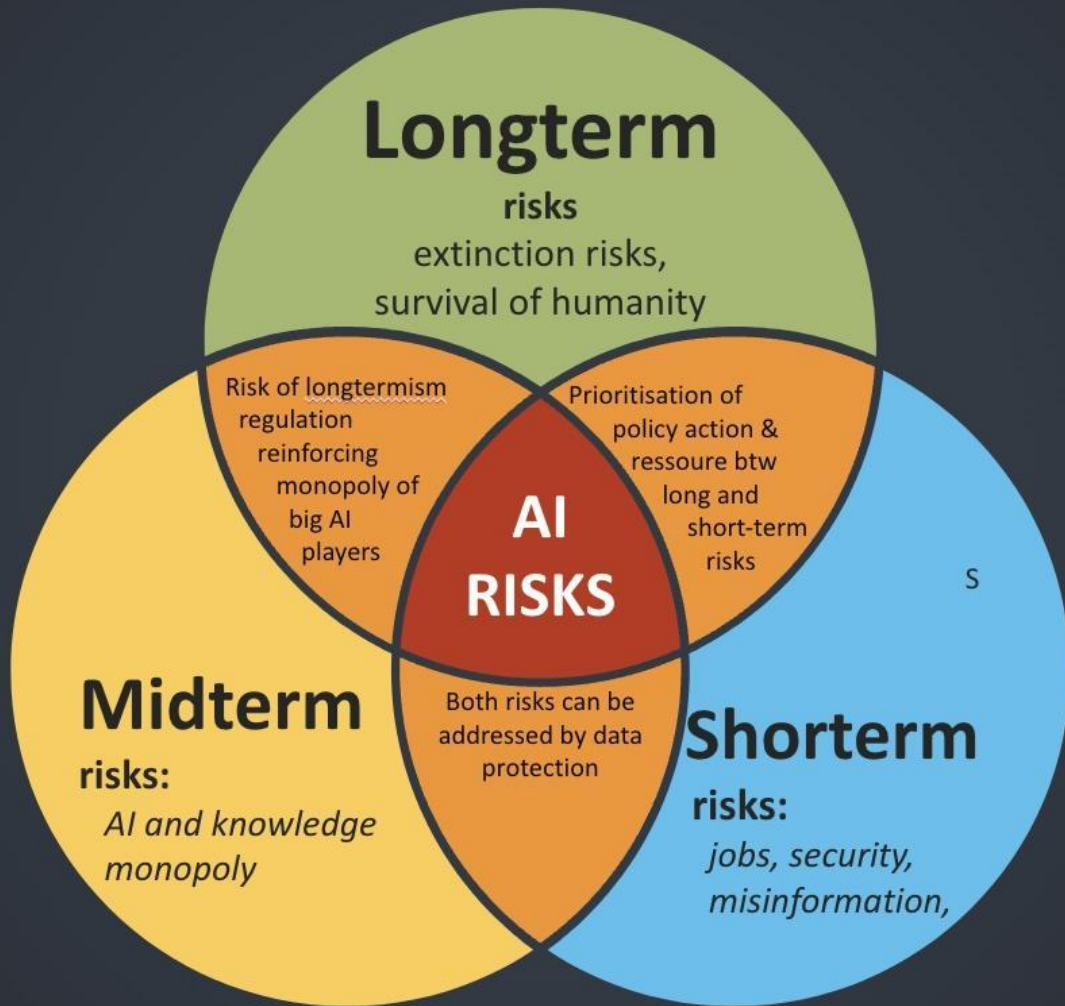 Longterm
risks
extinction risks,
survival of humanity
Risk of longtermism
regulation
reinforcing
monopoly of
big AI
players
Prioritisation of
policy action &
ressoure btw
long and
short-term
risks
AI
RISKS
S
Midterm
risks:
AI and knowledge
monopoly
Both risks can be
addressed by data
protection
Shorterm
risks:
jobs, security,
misinformation,